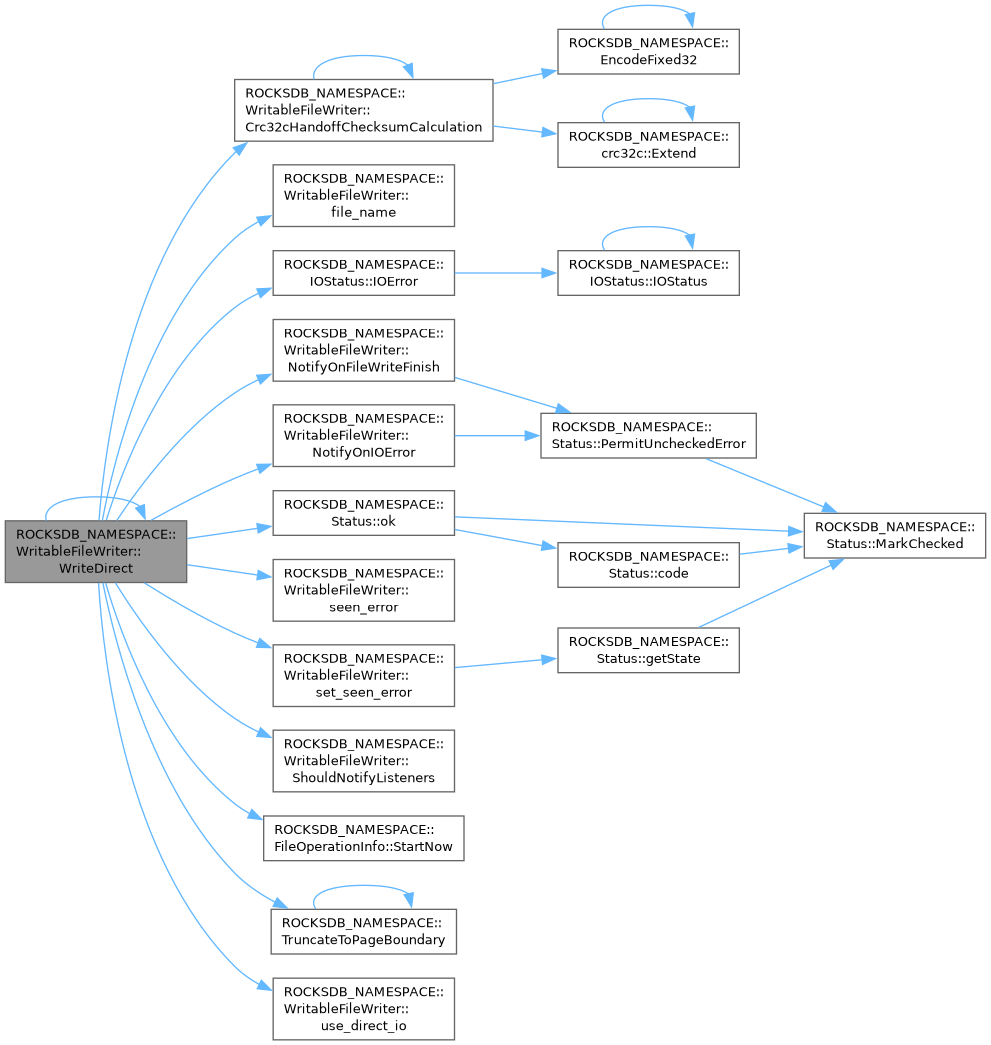 ROCKSDB_NAMESPACE::
EncodeFixed32
ROCKSDB_NAMESPACE::
WritableFileWriter::
Crc32cHandoffChecksumCalculation
ROCKSDB_NAMESPACE::
crc32c::Extend
ROCKSDB_NAMESPACE::
WritableFileWriter::
file_name
ROCKSDB_NAMESPACE::
IOStatus::IOError
ROCKSDB_NAMESPACE::
IOStatus::IOStatus
ROCKSDB_NAMESPACE::
WritableFileWriter::
NotifyOnFileWriteFinish
ROCKSDB_NAMESPACE::
WritableFileWriter::
NotifyOnIOError
ROCKSDB_NAMESPACE::
Status::PermitUncheckedError
ROCKSDB_NAMESPACE::
WritableFileWriter::
WriteDirect
ROCKSDB_NAMESPACE::
Status::ok
ROCKSDB_NAMESPACE::
Status::MarkChecked
ROCKSDB_NAMESPACE::
Status::code
ROCKSDB_NAMESPACE::
WritableFileWriter::
seen_error
ROCKSDB_NAMESPACE::
WritableFileWriter::
set_seen_error
ROCKSDB_NAMESPACE::
Status::getState
ROCKSDB_NAMESPACE::
WritableFileWriter::
ShouldNotifyListeners
ROCKSDB_NAMESPACE::
FileOperationInfo::StartNow
ROCKSDB_NAMESPACE::
TruncateToPageBoundary
ROCKSDB_NAMESPACE::
WritableFileWriter::
use_direct_io